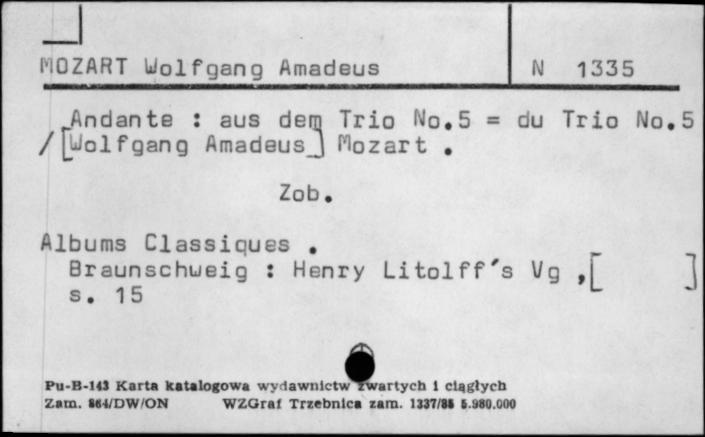 MOZART Wolfgang Amadeus N 1335
Andante : aus dem Trio No.5 = du Trio No.5
/ [Wolfgang Amadeus] Mozart .
Zob.
Albums Classiques .
Braunschweig : Henry Litolff's Vg ,[ ]
s. 15
Pu-B-143 Karta katalogowa wydawnictw zwartych i ciągłych
Zam. 864/DW/ON WZGraf Trzebnica zam. 1337/85 5.980.000